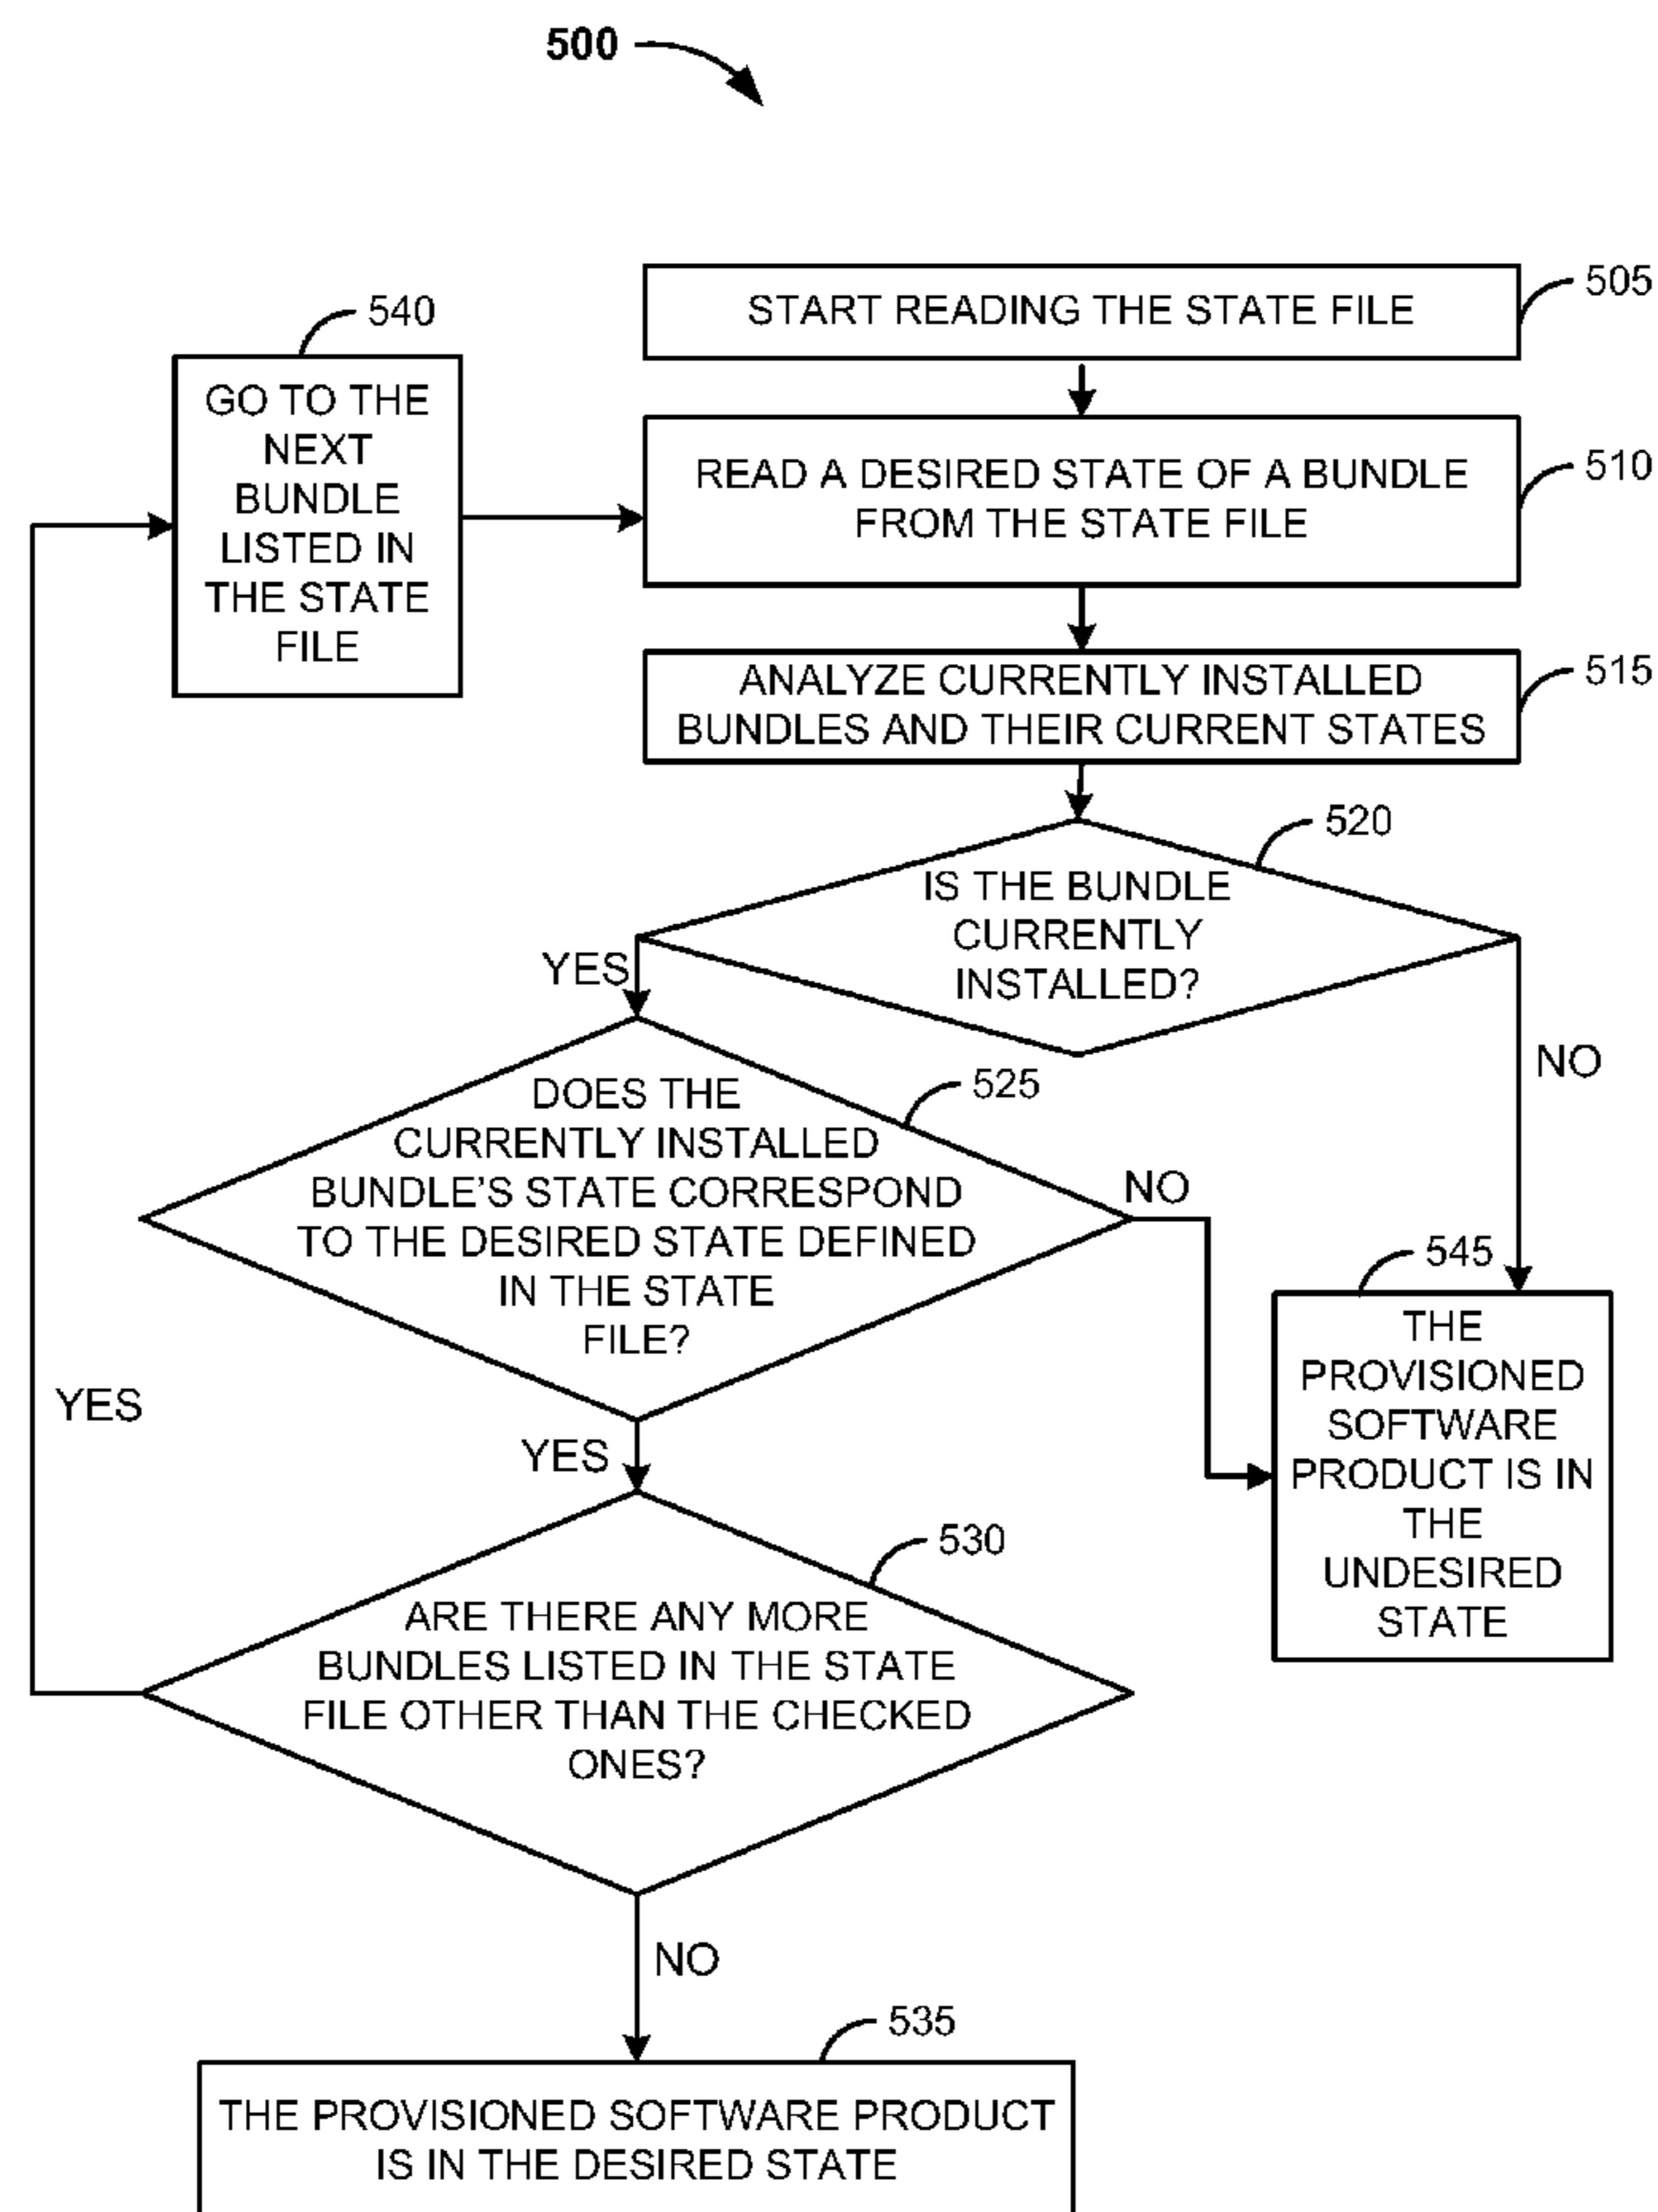 500
505
START READING THE STATE FILE
540
GO TO THE
NEXT
BUNDLE
LISTED IN
THE STATE
FILE
510
READ A DESIRED STATE OF A BUNDLE
FROM THE STATE FILE
515
ANALYZE CURRENTLY INSTALLED
BUNDLES AND THEIR CURRENT STATES
520
IS THE BUNDLE
CURRENTLY
INSTALLED?
YES
NO
525
DOES THE
CURRENTLY INSTALLED
BUNDLE'S STATE CORRESPOND
TO THE DESIRED STATE DEFINED
IN THE STATE
FILE?
NO
545
THE
PROVISIONED
SOFTWARE
PRODUCT IS IN
THE
UNDESIRED
STATE
YES
YES
530
ARE THERE ANY MORE
BUNDLES LISTED IN THE STATE
FILE OTHER THAN THE CHECKED
ONES?
NO
535
THE PROVISIONED SOFTWARE PRODUCT
IS IN THE DESIRED STATE